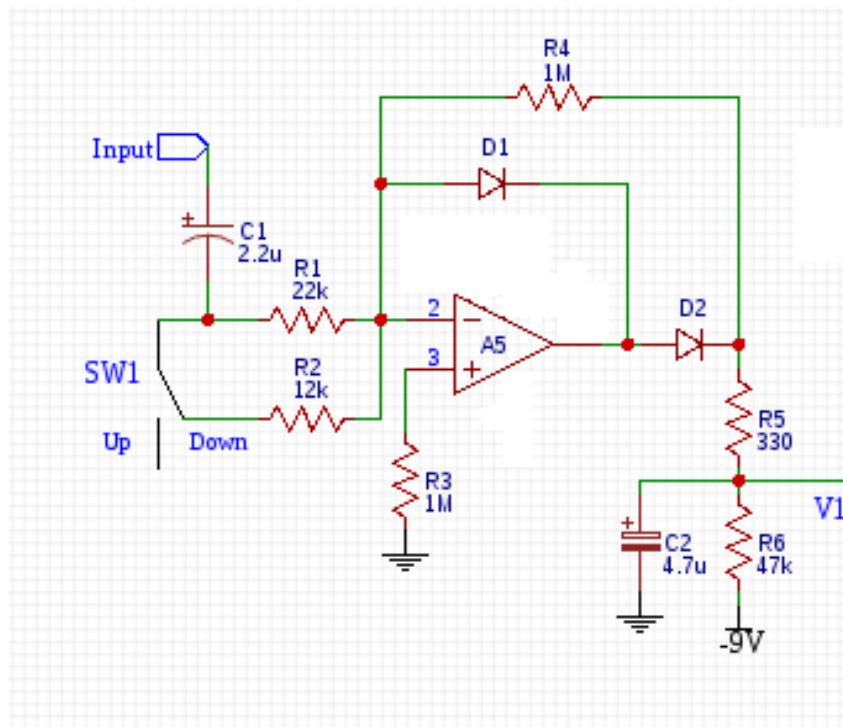 R4
1M
Input
D1
+
C1
2.2u
R1
22k
2
D2
A5
3
SW1
R2
12k
R5
330
Up
Down
R3
1M
V1
+
C2
4.7u
R6
47k
-9V